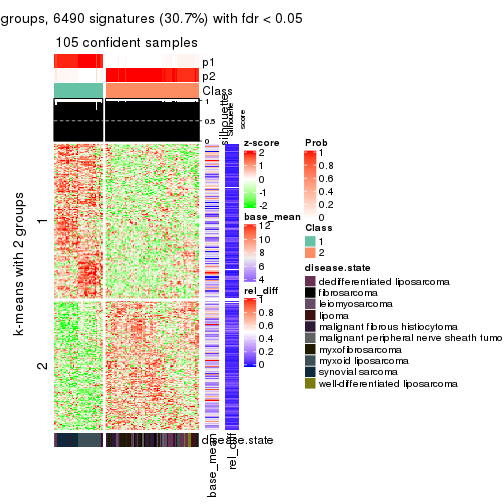 groups, 6490 signatures (30.7%) with fdr < 0.05
105 confident samples
p1
p2
Class
1
0.5
0
silhouette
Silhouette
score
k-means with 2 groups
1
2
disease.state
base_mean
rel_diff
z-score
2
1
0
-1
-2
base_mean
12
10
8
6
4
rel_diff
1
0.8
0.6
0.4
0.2
0
Prob
1
0.8
0.6
0.4
0.2
0
Class
1
2
disease.state
dedifferentiated liposarcoma
fibrosarcoma
leiomyosarcoma
lipoma
malignant fibrous histiocytoma
malignant peripheral nerve sheath tumo
myxofibrosarcoma
myxoid liposarcoma
synovial sarcoma
well-differentiated liposarcoma